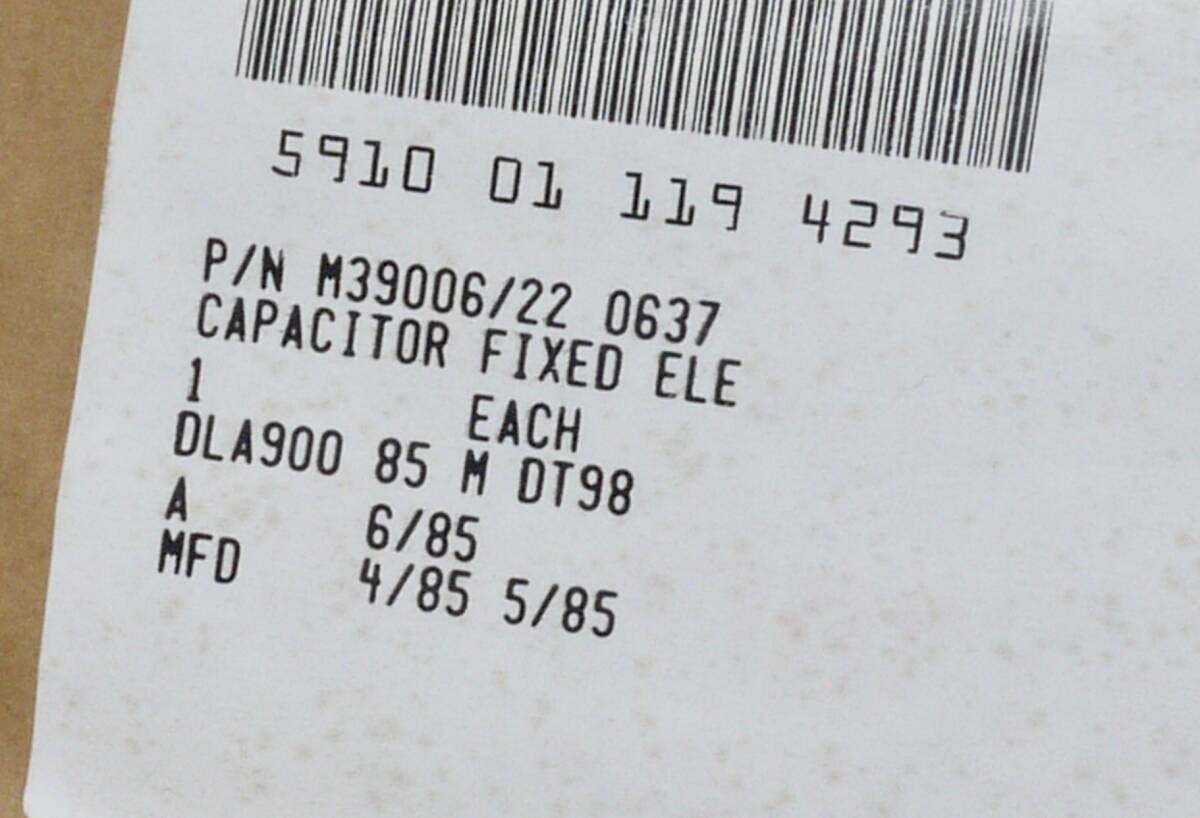 5910 01 119 4293
P/N M39006/22 0637
CAPACITOR FIXED ELE
1 EACH
DLA900 85 M DT98
A 6/85
MFD 4/85 5/85